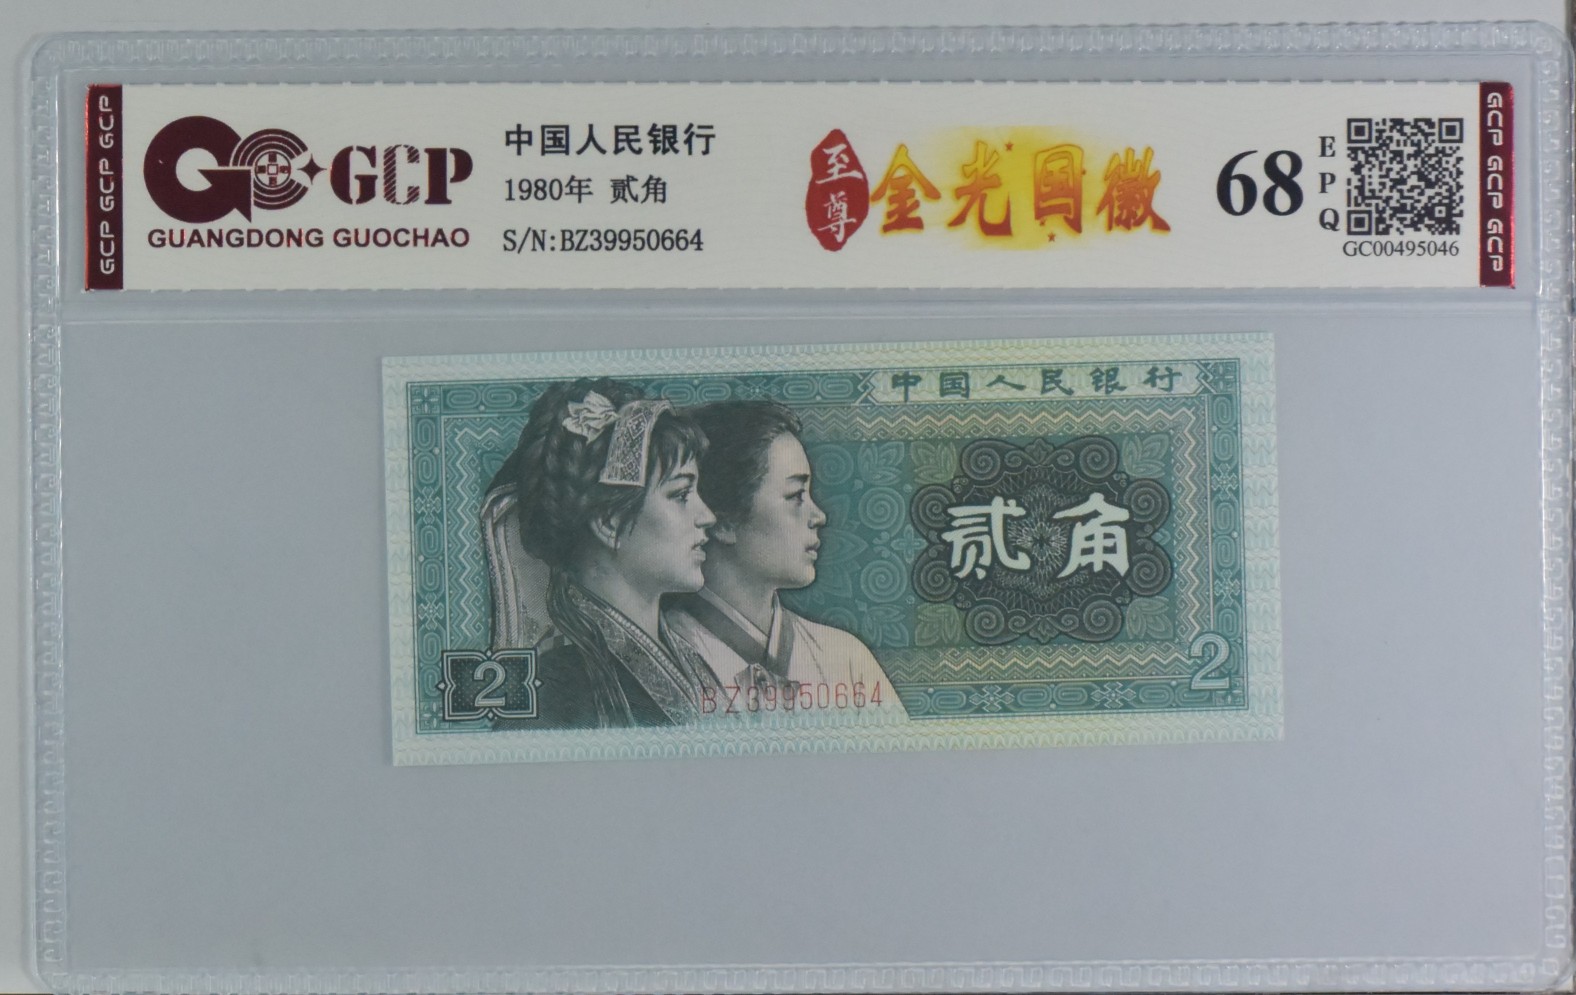 GCP GCP GCP
GCP
GUANGDONG GUOCHAO
中国人民银行
1980年 贰角
S/N:BZ39950664
至尊
金光国徽
68
EPQ
GC00495046
GCP GCP GCP
中国人民银行
贰角
2
BZ39950664
2